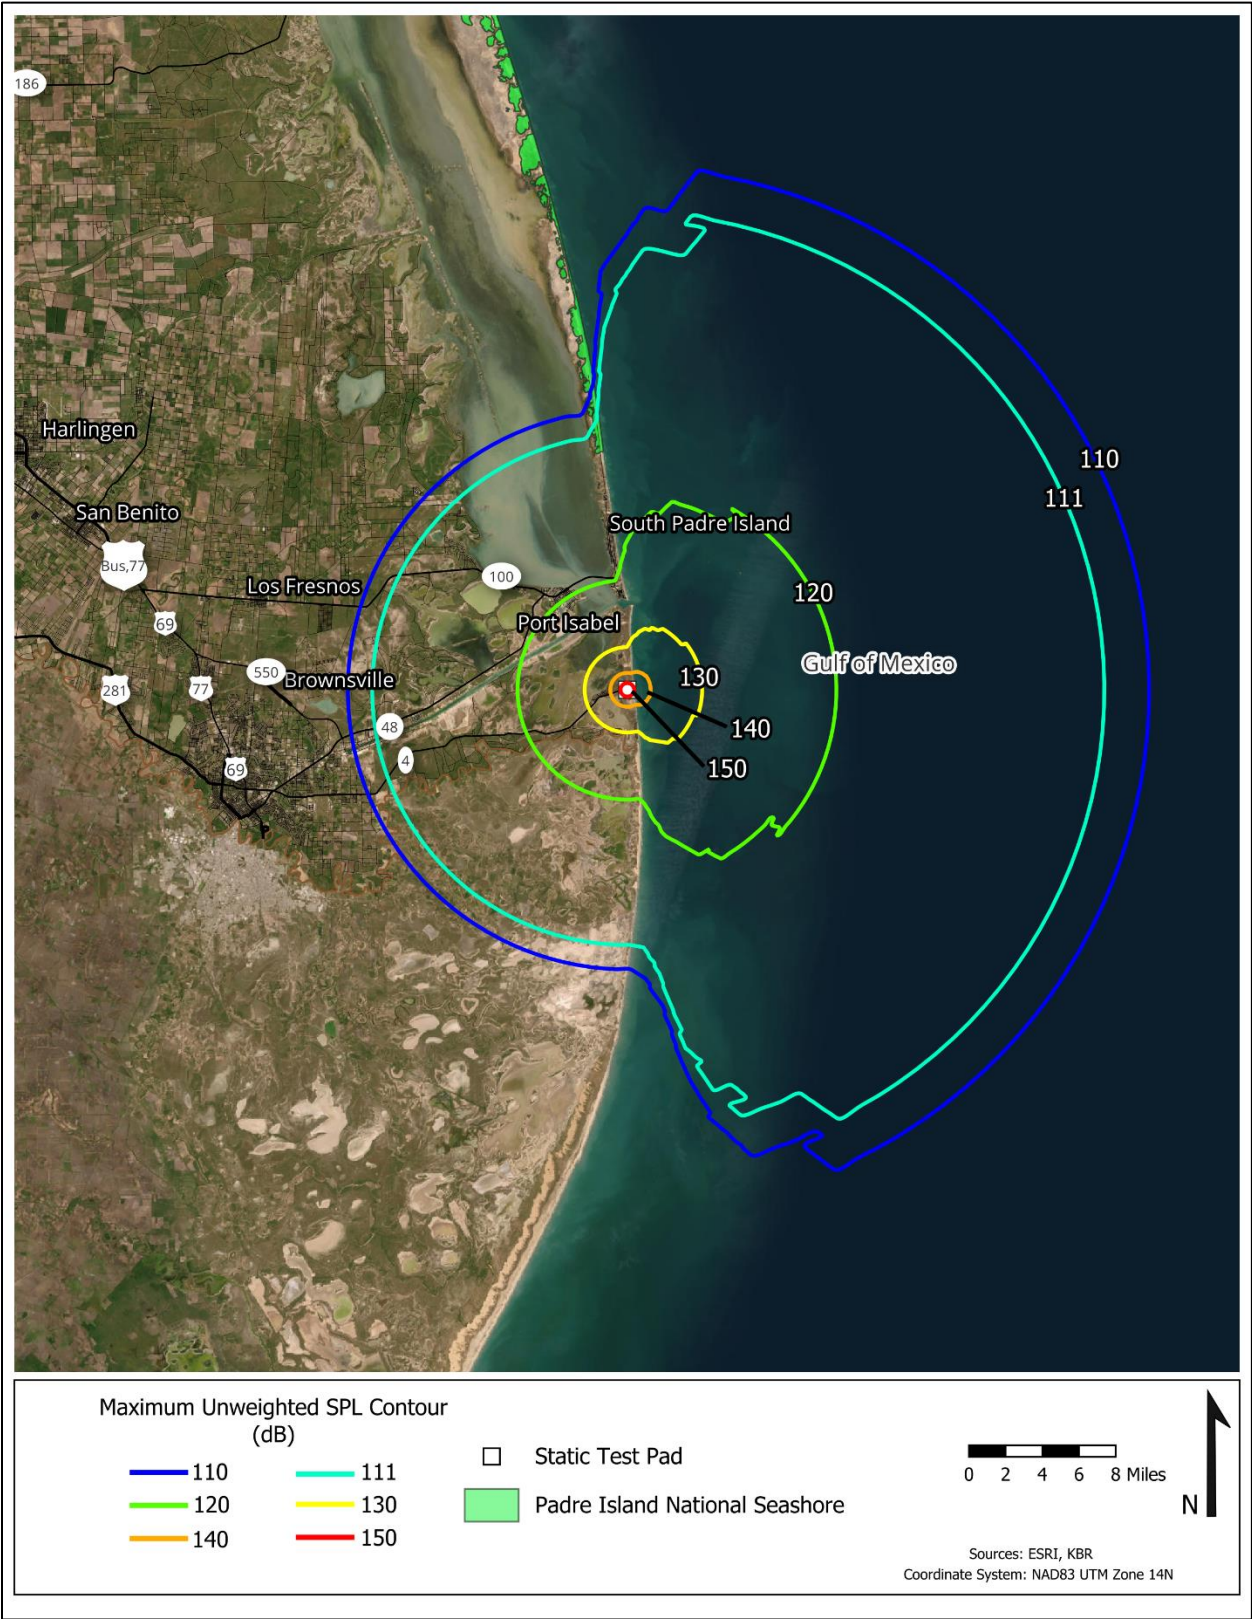 186
Harlingen
San Benito
Bus,77
Los Fresnos
100
69
550
Brownsville
281
77
48
4
69
South Padre Island
Port Isabel
Gulf of Mexico
110
111
120
130
140
150
Maximum Unweighted SPL Contour
(dB)
110
111
120
130
140
150
Static Test Pad
Padre Island National Seashore
0 2 4 6 8 Miles
N
Sources: ESRI, KBR
Coordinate System: NAD83 UTM Zone 14N